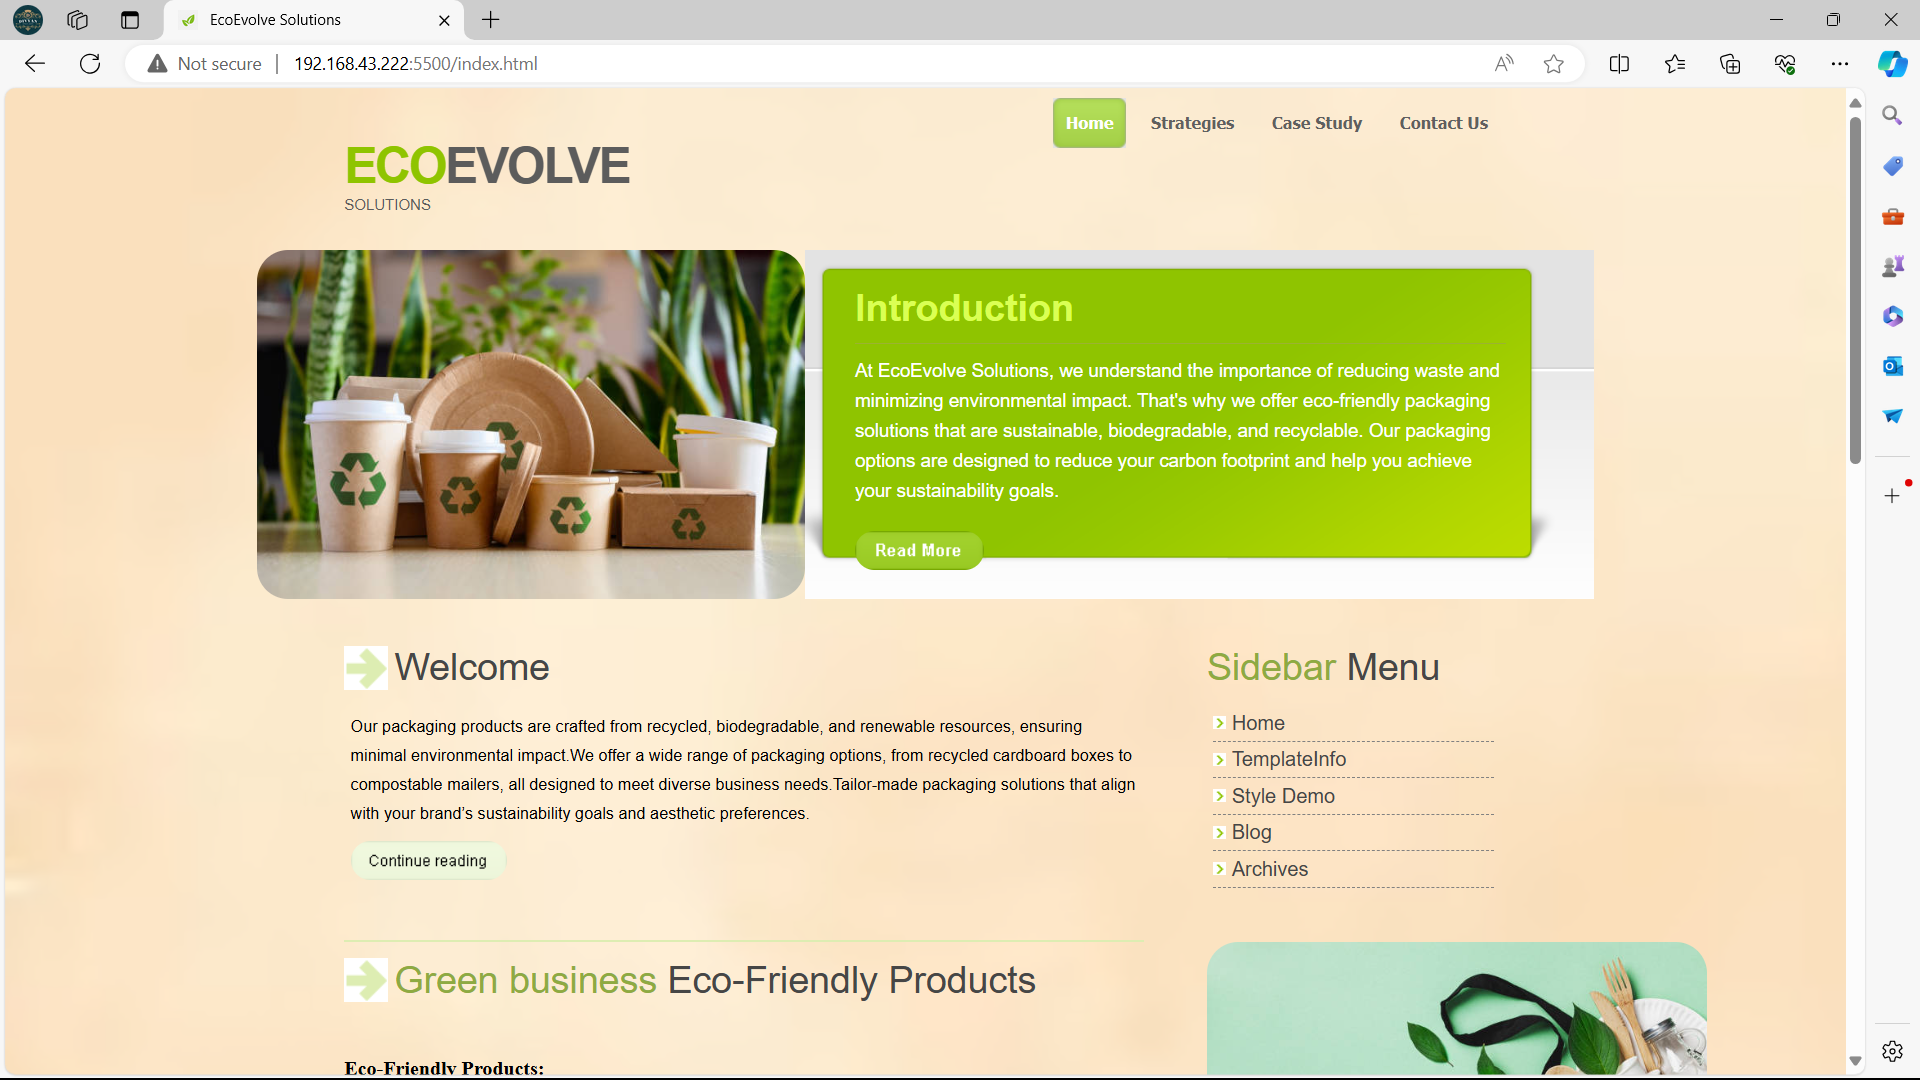 EcoEvolve Solutions
Not secure
192.168.43.222:5500/index.html
Home
Strategies
Case Study
Contact Us
ECOEVOLVE
SOLUTIONS
Introduction
At EcoEvolve Solutions, we understand the importance of reducing waste and
minimizing environmental impact. That's why we offer eco-friendly packaging
solutions that are sustainable, biodegradable, and recyclable. Our packaging
options are designed to reduce your carbon footprint and help you achieve
your sustainability goals.
Read More
Welcome
Our packaging products are crafted from recycled, biodegradable, and renewable resources, ensuring
minimal environmental impact.We offer a wide range of packaging options, from recycled cardboard boxes to
compostable mailers, all designed to meet diverse business needs.Tailor-made packaging solutions that align
with your brand’s sustainability goals and aesthetic preferences.
Continue reading
Sidebar Menu
Home
TemplateInfo
Style Demo
Blog
Archives
Green business Eco-Friendly Products
Eco-Friendly Products: